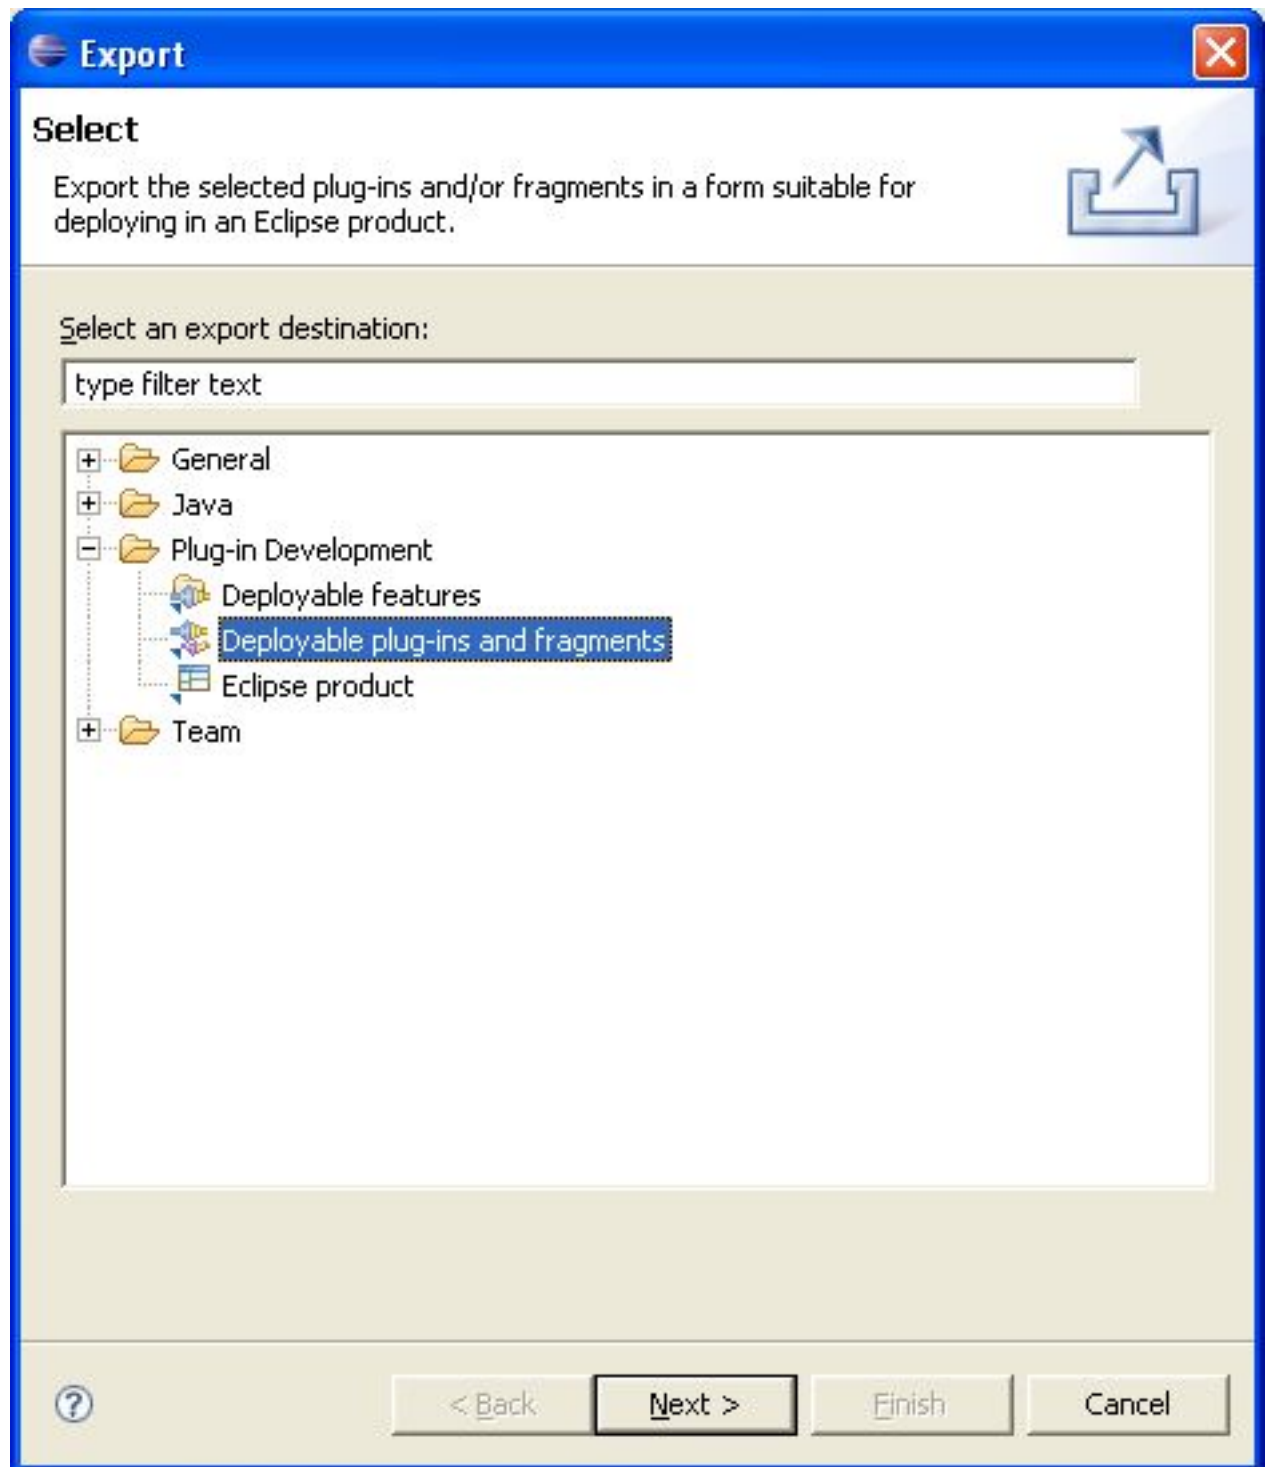 Export
Select
Export the selected plug-ins and/or fragments in a form suitable for
deploying in an Eclipse product.
Select an export destination:
type filter text
General
Java
Plug-in Development
Deployable features
Deployable plug-ins and fragments
Eclipse product
Team
? < Back Next > Finish Cancel